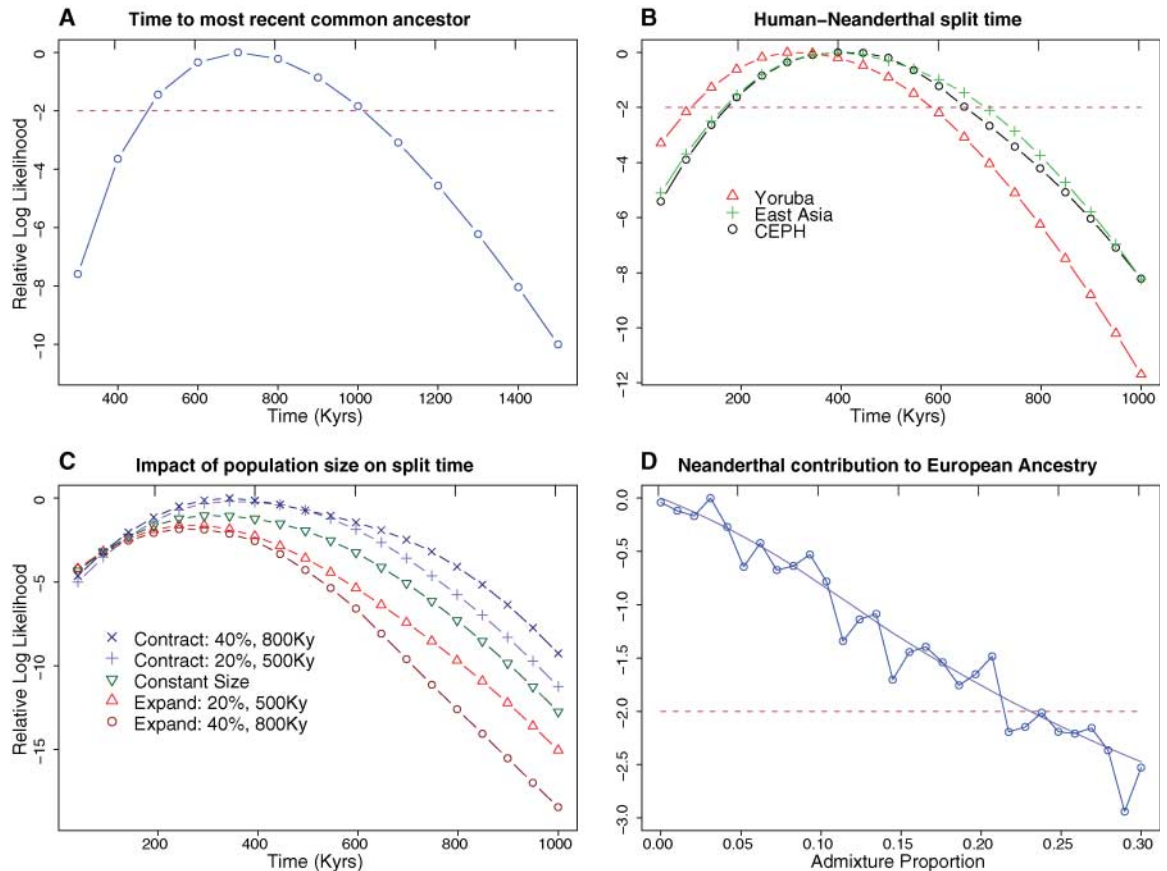 A Time to most recent common ancestor
0
−2
−4
−6
−8
−10
Relative Log Likelihood
400 600 800 1000 1200 1400
Time (Kyrs)
B Human−Neanderthal split time
0
−2
−4
−6
−8
−10
−12
Yoruba
East Asia
CEPH
200 400 600 800 1000
Time (Kyrs)
C Impact of population size on split time
0
−5
−10
−15
Relative Log Likelihood
Contract: 40%, 800Ky
Contract: 20%, 500Ky
Constant Size
Expand: 20%, 500Ky
Expand: 40%, 800Ky
200 400 600 800 1000
Time (Kyrs)
D Neanderthal contribution to European Ancestry
0.0
−0.5
−1.0
−1.5
−2.0
−2.5
−3.0
0.00 0.05 0.10 0.15 0.20 0.25 0.30
Admixture Proportion